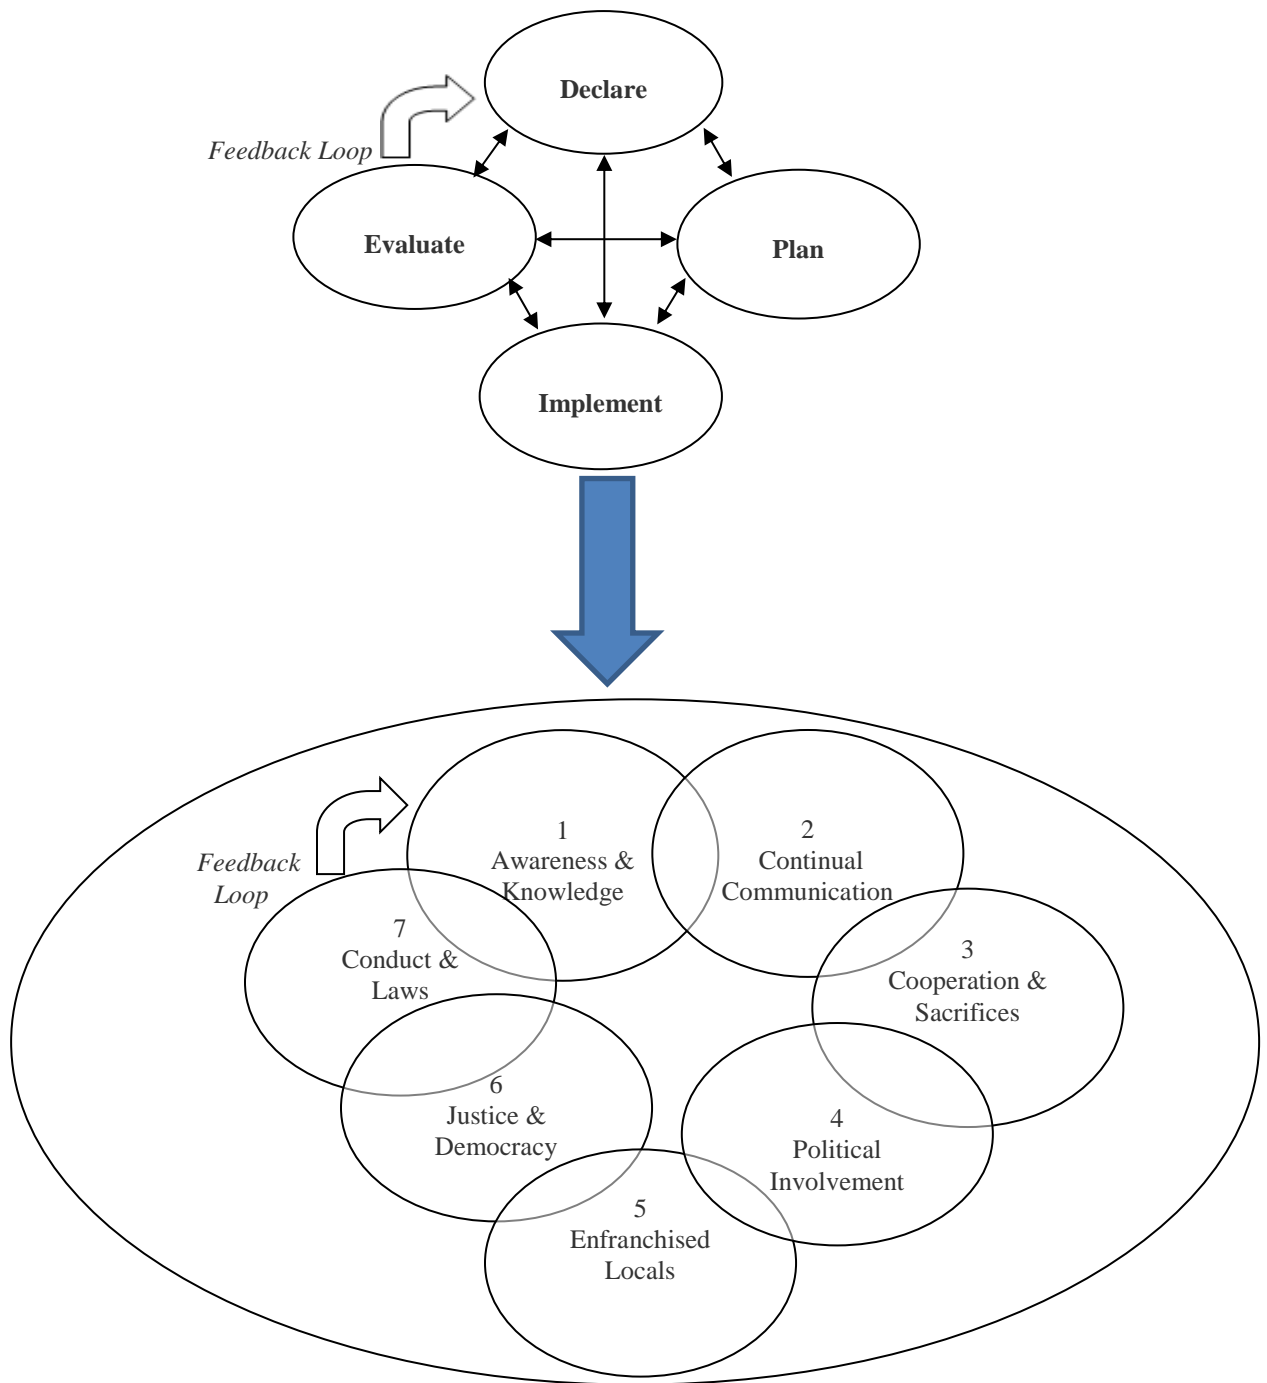 Declare
Feedback Loop
Evaluate
Plan
Implement
1
Awareness &
Knowledge
2
Continual
Communication
Feedback
Loop
7
Conduct &
Laws
3
Cooperation &
Sacrifices
6
Justice &
Democracy
4
Political
Involvement
5
Enfranchised
Locals